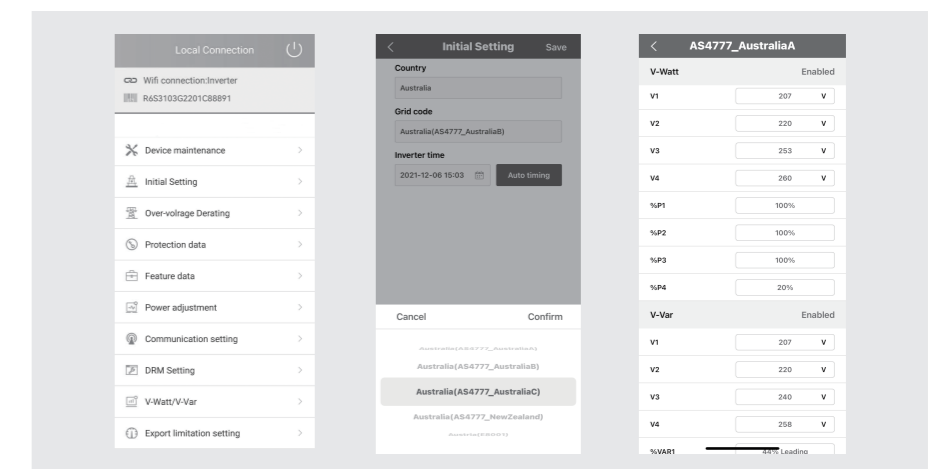 Local Connection
Wifi connection:Inverter
R6S3103G2201C88891
Device maintenance
Initial Setting
Over-volrage Derating
Protection data
Feature data
Power adjustment
Communication setting
DRM Setting
V-Watt/V-Var
Export limitation setting
Initial Setting Save
Country
Australia
Grid code
Australia(AS4777_AustraliaB)
Inverter time
2021-12-06 15:03 Auto timing
Cancel Confirm
Australia(AS4777_AustraliaA)
Australia(AS4777_AustraliaB)
Australia(AS4777_AustraliaC)
Australia(AS4777_NewZealand)
AS4777_AustraliaA
V-Watt Enabled
V1 207 V
V2 220 V
V3 253 V
V4 260 V
%P1 100%
%P2 100%
%P3 100%
%P4 20%
V-Var Enabled
V1 207 V
V2 220 V
V3 240 V
V4 258 V
%VAR1 44% Leading